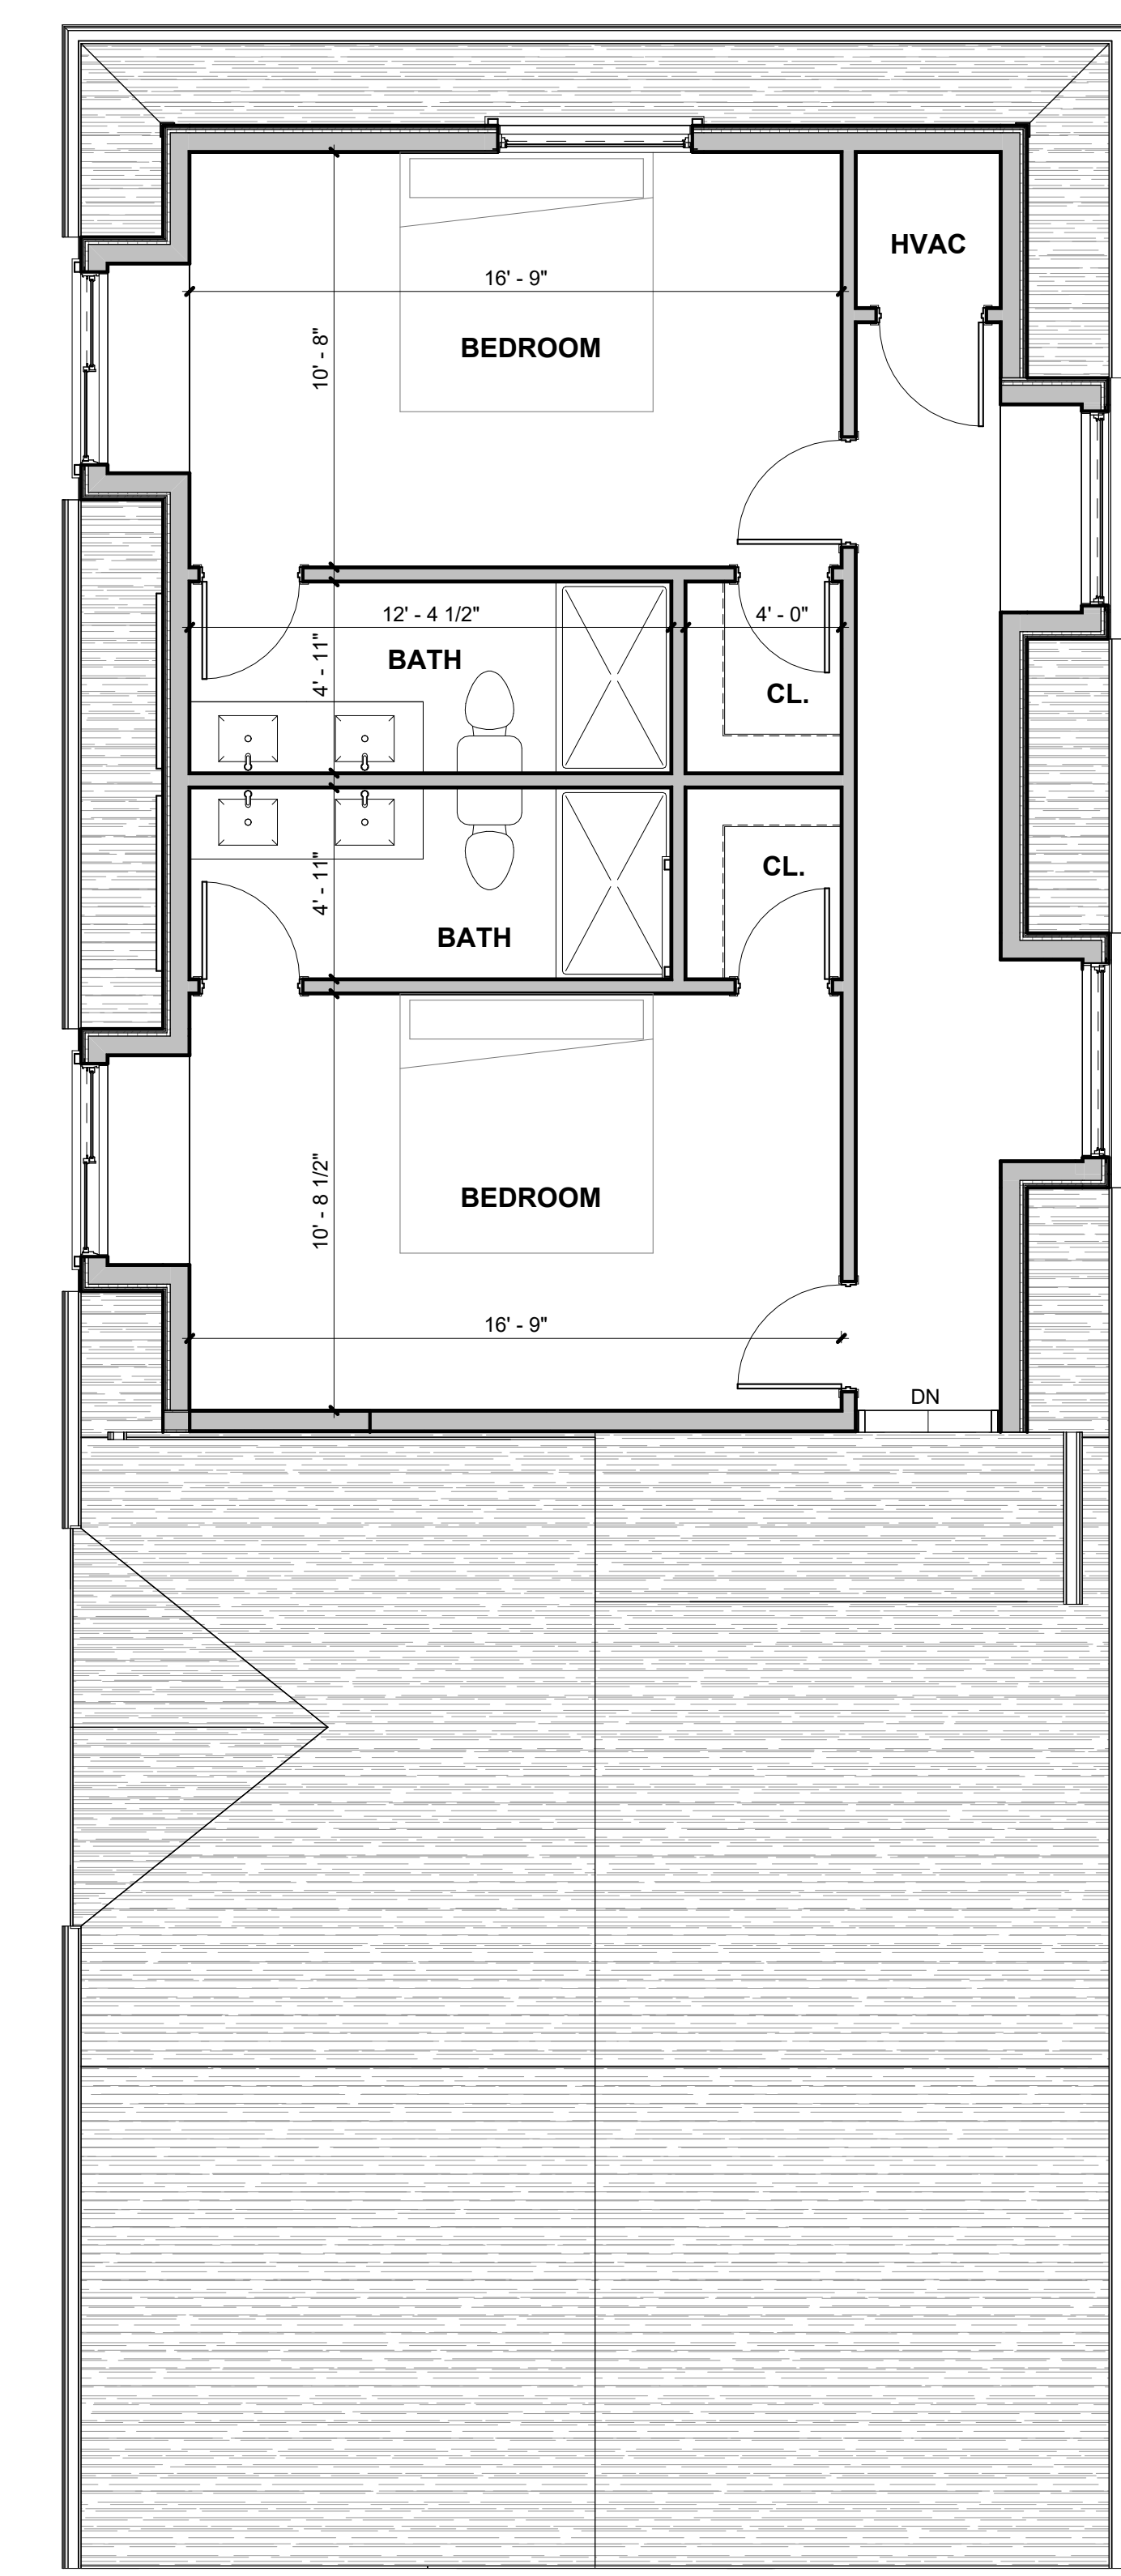 HVAC
16' - 9"
10' - 8"
BEDROOM
12' - 4 1/2"
4' - 0"
4' - 11"
BATH
CL.
4' - 11"
CL.
BATH
10' - 8 1/2"
BEDROOM
16' - 9"
DN